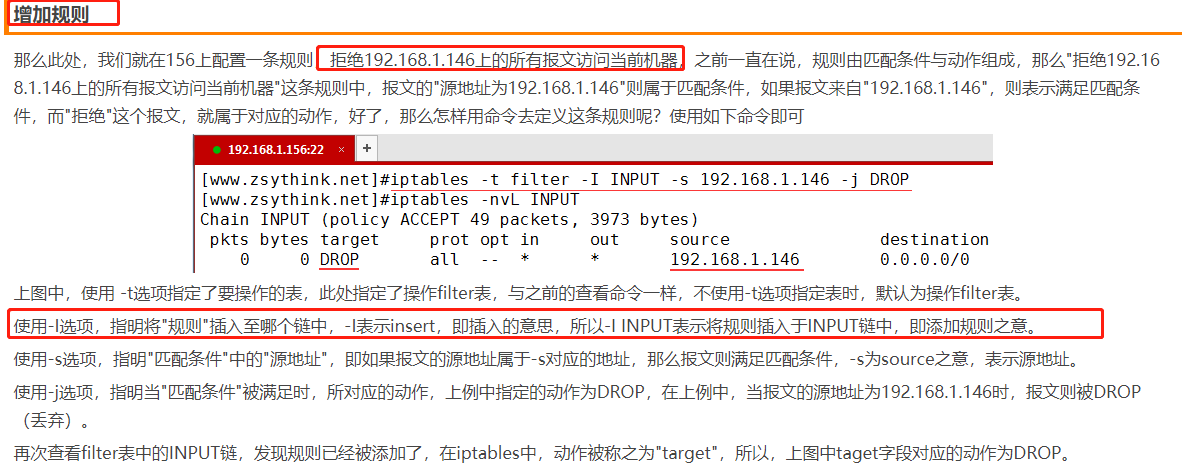 增加规则
那么此处，我们就在156上配置一条规则 拒绝192.168.1.146上的所有报文访问当前机器，之前一直在说，规则由匹配条件与动作组成，那么"拒绝192.16
8.1.146上的所有报文访问当前机器"这条规则中，报文的"源地址为192.168.1.146"则属于匹配条件，如果报文来自"192.168.1.146"，则表示满足匹配条
件，而"拒绝"这个报文，就属于对应的动作，好了，那么怎样用命令去定义这条规则呢？使用如下命令即可
192.168.1.156:22 × +
[www.zsythink.net]#iptables -t filter -I INPUT -s 192.168.1.146 -j DROP
[www.zsythink.net]#iptables -nvL INPUT
Chain INPUT (policy ACCEPT 49 packets, 3973 bytes)
pkts bytes target prot opt in out source destination
0 0 DROP all -- * * 192.168.1.146 0.0.0.0/0
上图中，使用 -t选项指定了要操作的表，此处指定了操作filter表，与之前的查看命令一样，不使用-t选项指定表时，默认为操作filter表。
使用-I选项，指明将"规则"插入至哪个链中，-I表示insert，即插入的意思，所以-I INPUT表示将规则插入于INPUT链中，即添加规则之意。
使用-s选项，指明"匹配条件"中的"源地址"，即如果报文的源地址属于-s对应的地址，那么报文则满足匹配条件，-s为source之意，表示源地址。
使用-j选项，指明当"匹配条件"被满足时，所对应的动作，上例中指定的动作为DROP，在上例中，当报文的源地址为192.168.1.146时，报文则被DROP
（丢弃）。
再次查看filter表中的INPUT链，发现规则已经被添加了，在iptables中，动作被称之为"target"，所以，上图中taget字段对应的动作为DROP。